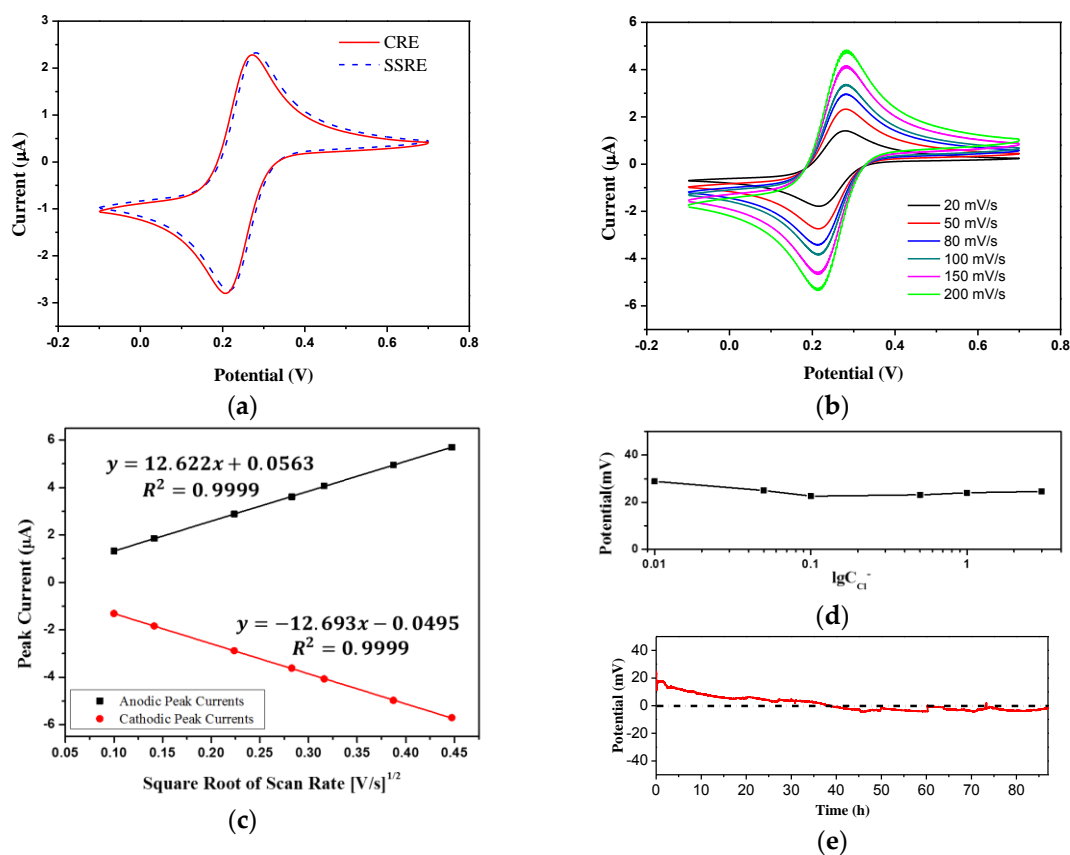 3
2
1
0
-1
-2
-3
-0.2
0.0
0.2
0.4
0.6
0.8
Current (μA)
Potential (V)
CRE
SSRE
(a)
6
4
2
0
-2
-4
-6
-0.2
0.0
0.2
0.4
0.6
0.8
Current (μA)
Potential (V)
20 mV/s
50 mV/s
80 mV/s
100 mV/s
150 mV/s
200 mV/s
(b)
6
4
2
0
-2
-4
-6
0.05
0.10
0.15
0.20
0.25
0.30
0.35
0.40
0.45
Peak Current (μA)
Square Root of Scan Rate [V/s]^1/2
y = 12.622x + 0.0563
R² = 0.9999
y = −12.693x − 0.0495
R² = 0.9999
Anodic Peak Currents
Cathodic Peak Currents
(c)
40
20
0
0.01
0.1
1
Potential(mV)
lgC_Cl^-
(d)
40
20
0
-20
-40
0
10
20
30
40
50
60
70
80
Potential (mV)
Time (h)
(e)